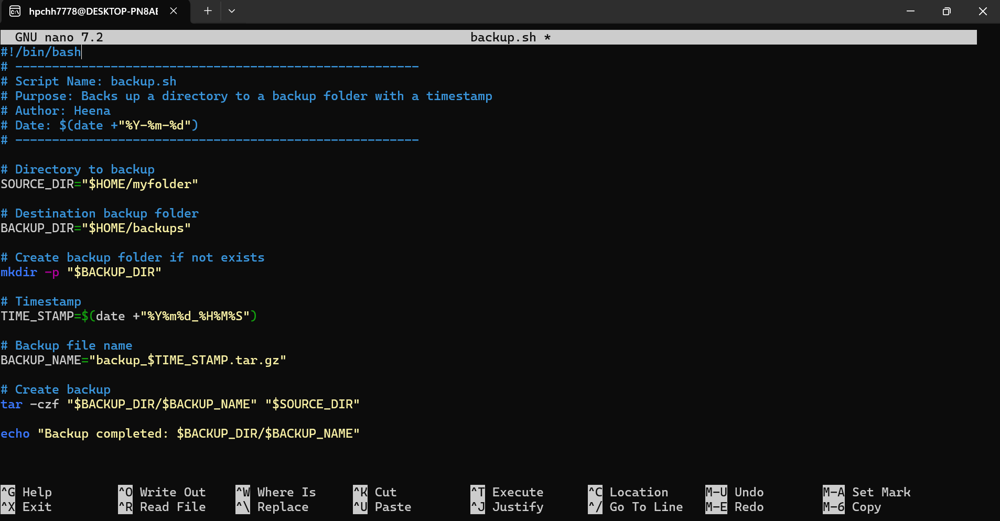 hpchh7778@DESKTOP-PN8AE
GNU nano 7.2 backup.sh *
#!/bin/bash
# -------------------------------------------------------
# Script Name: backup.sh
# Purpose: Backs up a directory to a backup folder with a timestamp
# Author: Heena
# Date: $(date +"%Y-%m-%d")
# -------------------------------------------------------
# Directory to backup
SOURCE_DIR="$HOME/myfolder"
# Destination backup folder
BACKUP_DIR="$HOME/backups"
# Create backup folder if not exists
mkdir -p "$BACKUP_DIR"
# Timestamp
TIME_STAMP=$(date +"%Y%m%d_%H%M%S")
# Backup file name
BACKUP_NAME="backup_$TIME_STAMP.tar.gz"
# Create backup
tar -czf "$BACKUP_DIR/$BACKUP_NAME" "$SOURCE_DIR"
echo "Backup completed: $BACKUP_DIR/$BACKUP_NAME"
^G Help ^O Write Out ^W Where Is ^K Cut ^T Execute ^C Location M-U Undo M-A Set Mark
^X Exit ^R Read File ^\ Replace ^U Paste ^J Justify ^/ Go To Line M-E Redo M-6 Copy